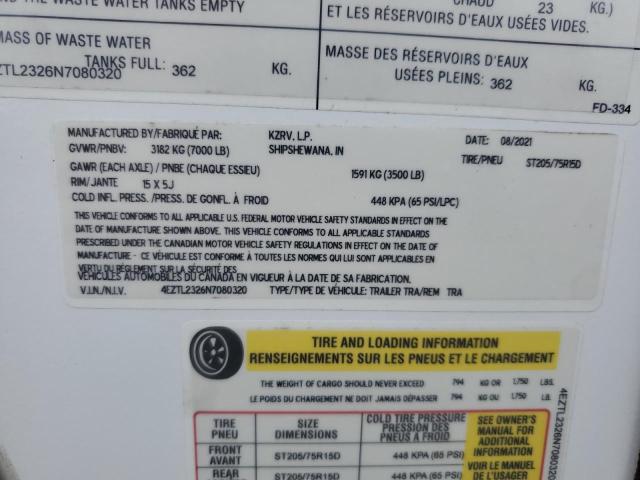 THE WASTE WATER TANKS EMPTY
CHAUD 23 KG.)
ET LES RÉSERVOIRS D'EAUX USÉES VIDES.
MASS OF WASTE WATER
TANKS FULL: 362 KG.
MASSE DES RÉSERVOIRS D'EAUX
USÉES PLEINS: 362 KG.
EZTL2326N7080320
FD-334
MANUFACTURED BY/FABRIQUÉ PAR: KZRV, L.P. DATE: 08/2021
GVWR/PNBV: 3182 KG (7000 LB) SHIPSHEWANA, IN
TIRE/PNEU ST205/75R15D
GAWR (EACH AXLE) / PNBE (CHAQUE ESSIEU) 1591 KG (3500 LB)
RIM/JANTE 15 X 5J
COLD INFL. PRESS. /PRESS. DE GONFL. À FROID 448 KPA (65 PSI/LPC)
THIS VEHICLE CONFORMS TO ALL APPLICABLE U.S. FEDERAL MOTOR VEHICLE SAFETY STANDARDS IN EFFECT ON THE
DATE OF MANUFACTURE SHOWN ABOVE. THIS VEHICLE CONFORMS TO ALL APPLICABLE STANDARDS
PRESCRIBED UNDER THE CANADIAN MOTOR VEHICLE SAFETY REGULATIONS IN EFFECT ON THE DATE OF
MANUFACTURE - CE VÉHICULE EST CONFORME À TOUTES LES NORMES QUI LUI SONT APPLICABLES EN
VERTU DU RÈGLEMENT SUR LA SÉCURITÉ DES
VÉHICULES AUTOMOBILES DU CANADA EN VIGUEUR À LA DATE DE SA FABRICATION.
V.I.N./N.I.V. 4EZTL2326N7080320 TYPE/TYPE DE VÉHICULE: TRAILER TRA/REM TRA
TIRE AND LOADING INFORMATION
RENSEIGNEMENTS SUR LES PNEUS ET LE CHARGEMENT
THE WEIGHT OF CARGO SHOULD NEVER EXCEED 794 KG OR 1,750 LBS.
LE POIDS DU CHARGEMENT NE DOIT JAMAIS DÉPASSER 794 KG OU 1,750 LB.
TIRE
PNEU
SIZE
DIMENSIONS
COLD TIRE PRESSURE
PRESSION DES
PNEUS A FROID
FRONT
AVANT
ST205/75R15D 448 KPA (65 PSI)
REAR
ST205/75R15D 448 KPA (65 PSI)
SEE OWNER'S
MANUAL FOR
ADDITIONAL
INFORMATION
VOIR LE MANUEL
DE L'USAGER
4EZTL2326N7080320